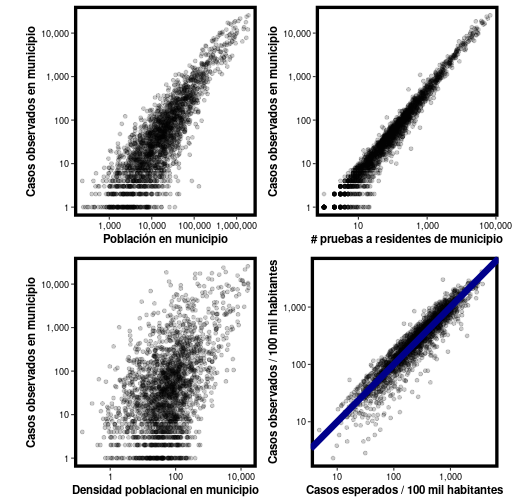 Casos observados en municipio
10,000
1,000
100
10
1
1,000 10,000 100,000 1,000,000
Población en municipio
Casos observados en municipio
10,000
1,000
100
10
1
10 1,000 100,000
# pruebas a residentes de municipio
Casos observados en municipio
10,000
1,000
100
10
1
1 100 10,000
Densidad poblacional en municipio
Casos observados / 100 mil habitantes
1,000
100
10
10 100 1,000
Casos esperados / 100 mil habitantes